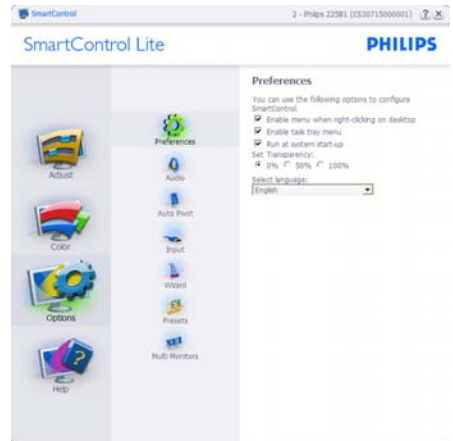 SmartControl
2 - Philips 225B1 (CS30715000001)
? X
SmartControl Lite
PHILIPS
Adjust
Color
Options
Help
Preferences
Audio
Auto Pivot
Input
Wizard
Presets
Multi Monitors
Preferences
You can use the following options to configure
SmartControl.
Enable menu when right-clicking on desktop
Enable task tray menu
Run at system start-up
Set Transparency:
0% 50% 100%
Select language:
English